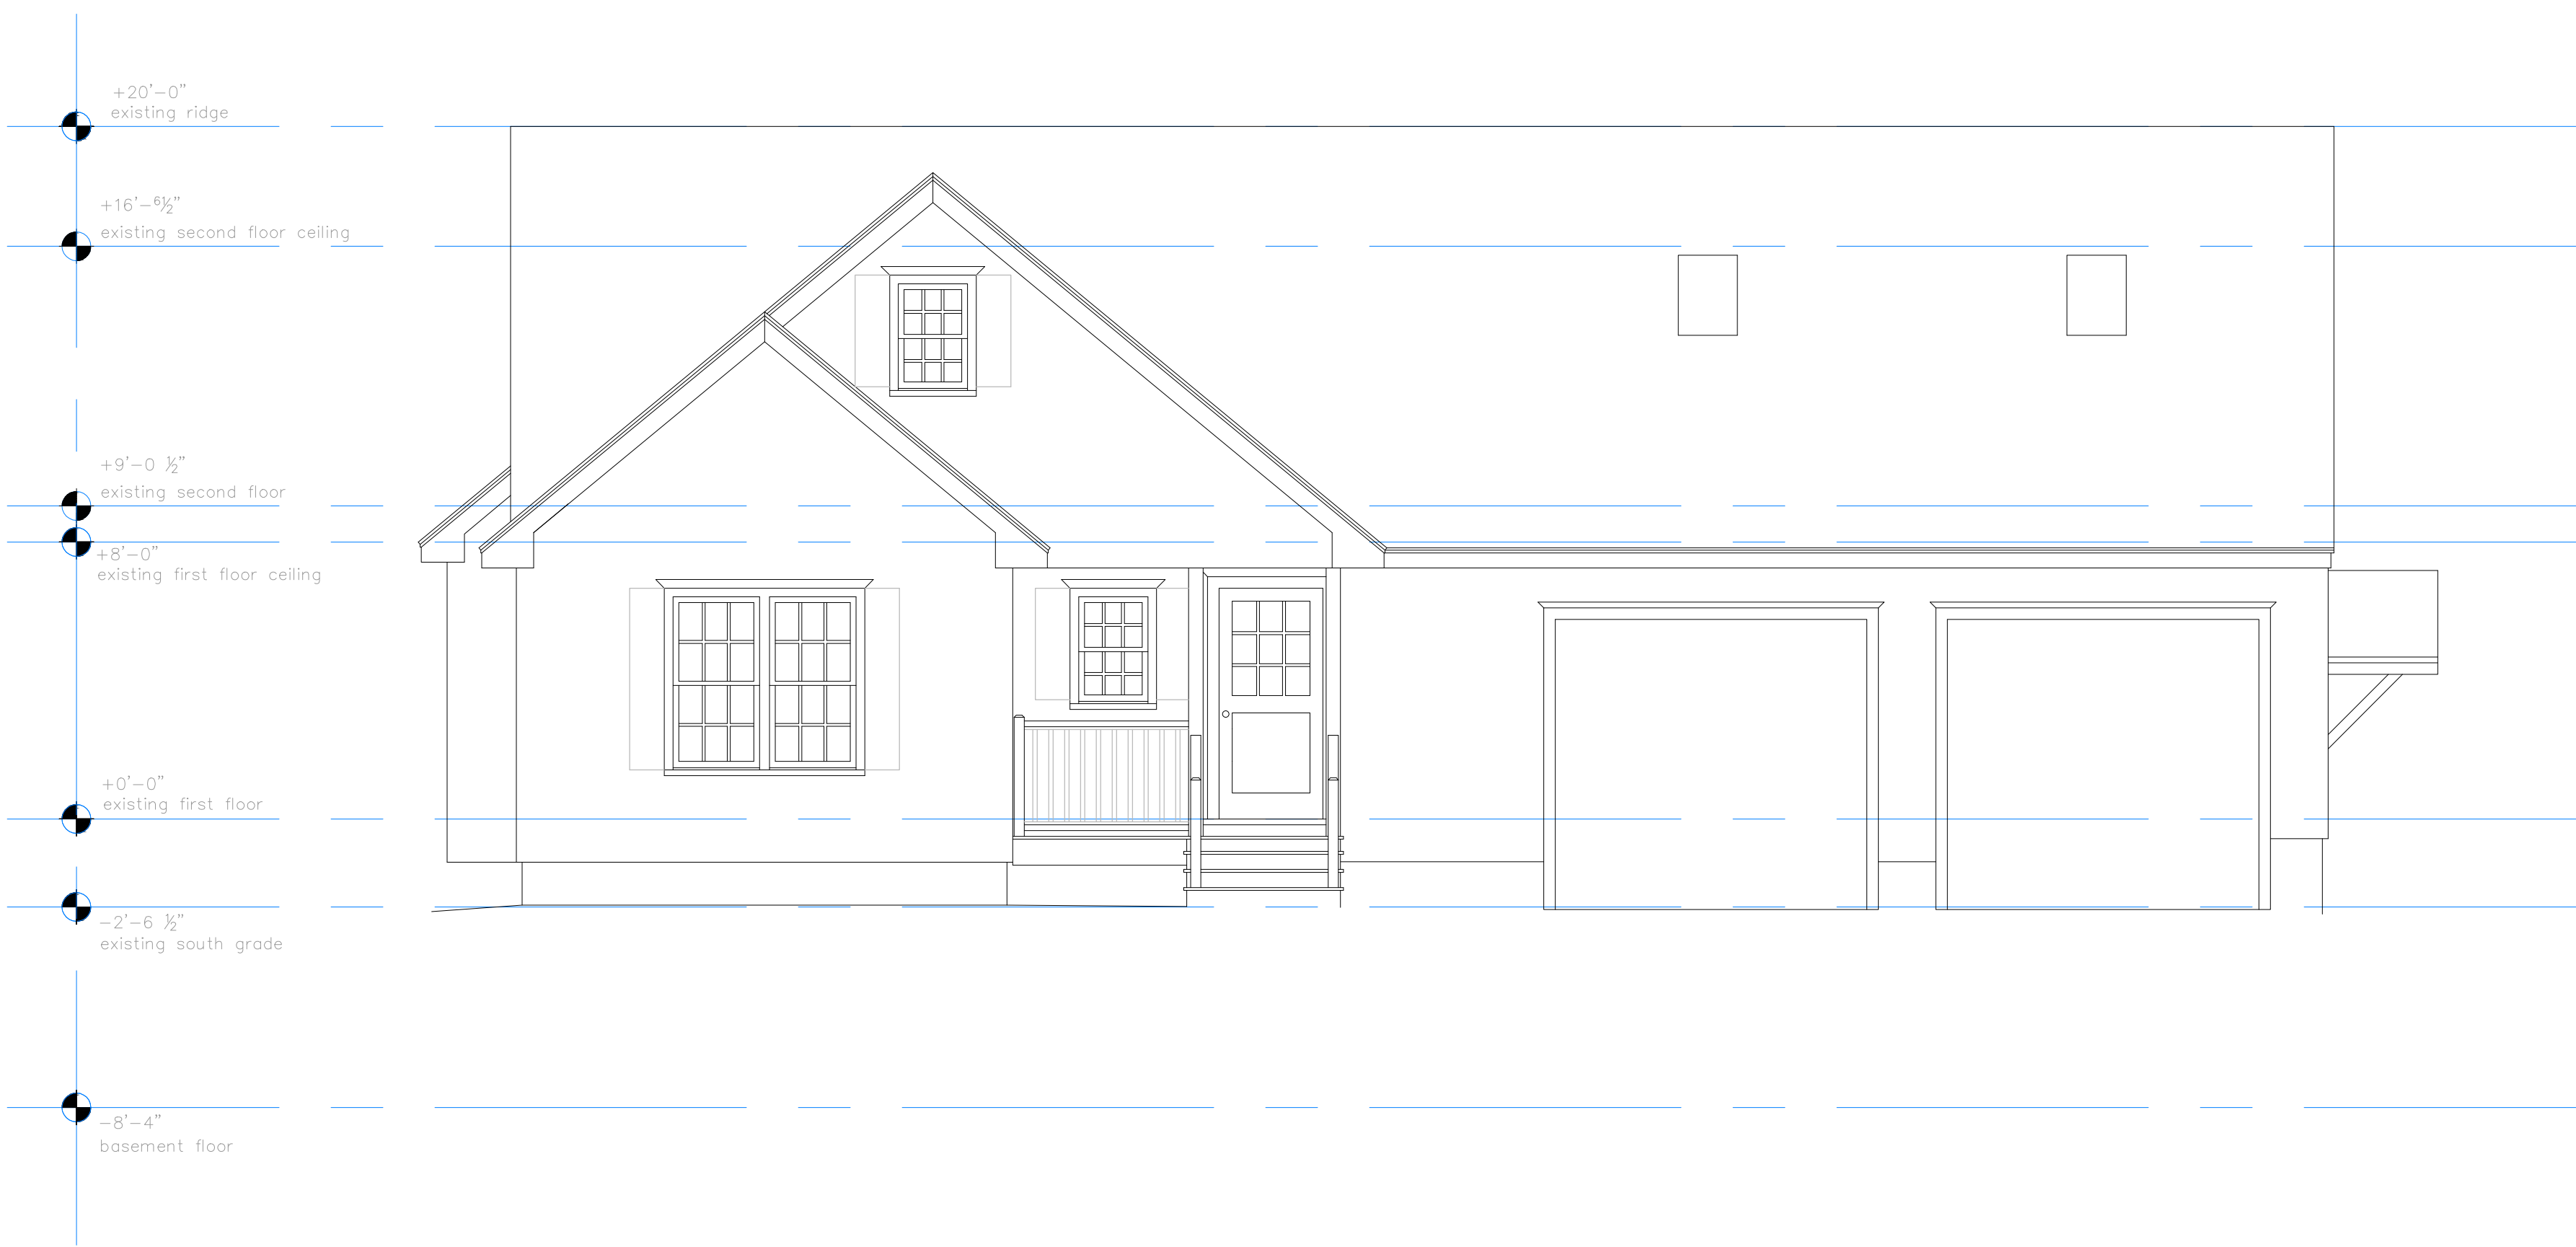 +20'-0"
existing ridge
+16'-6½"
existing second floor ceiling
+9'-0 ½"
existing second floor
+8'-0"
existing first floor ceiling
+0'-0"
existing first floor
-2'-6 ½"
existing south grade
-8'-4"
basement floor